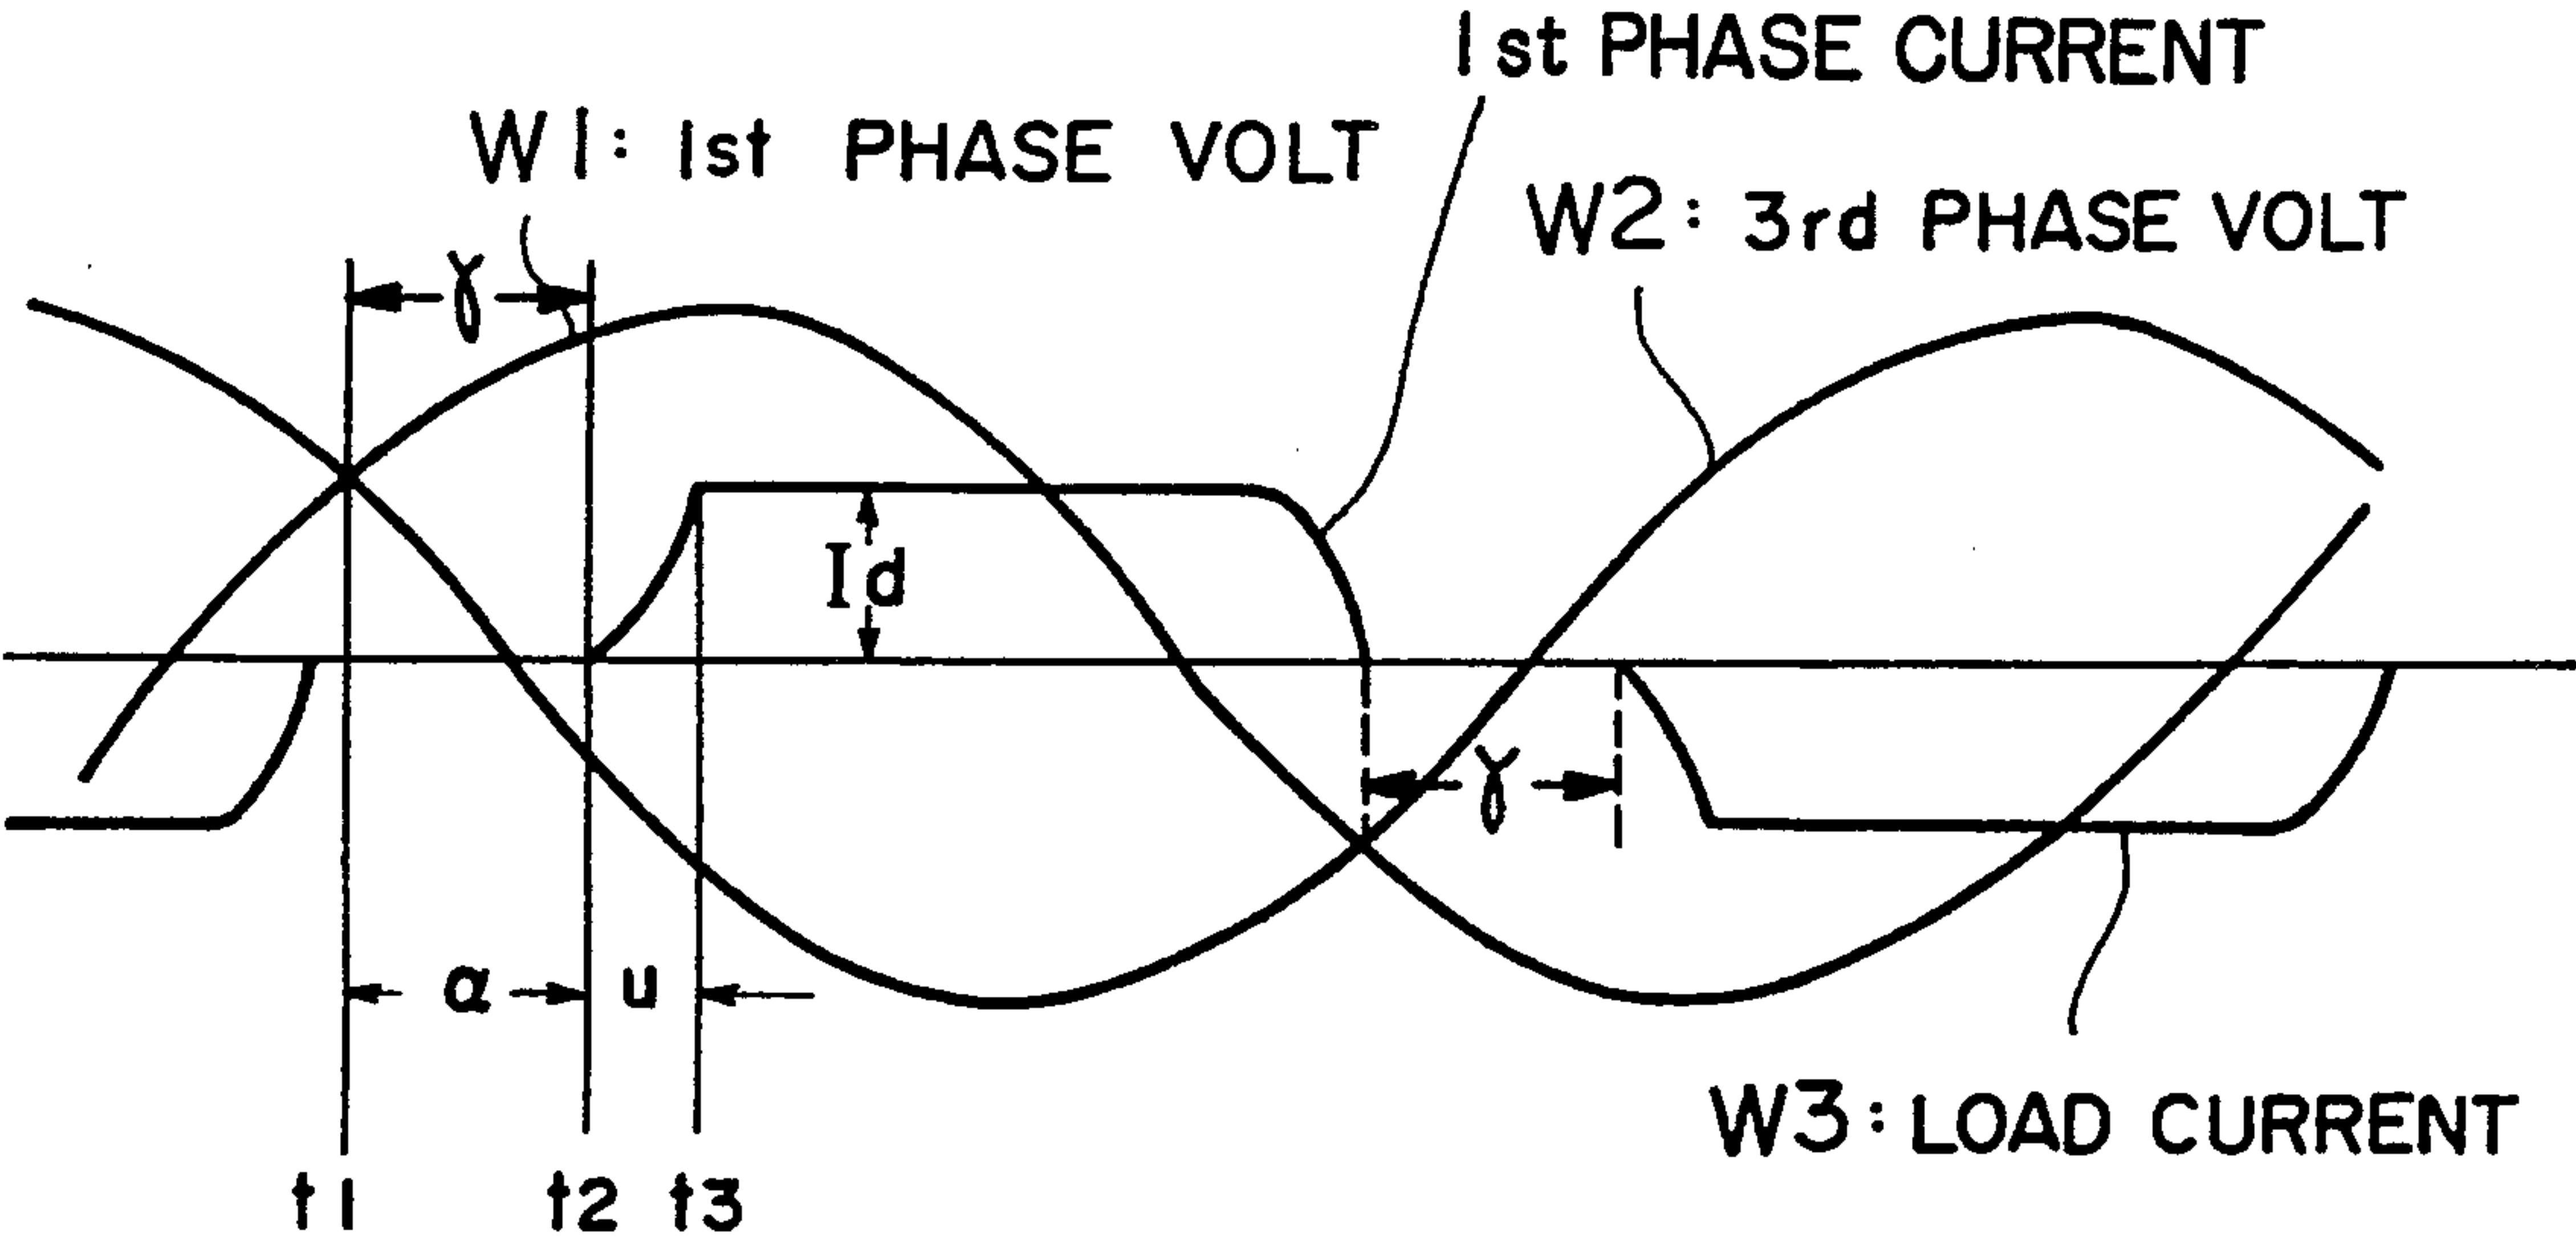 1st PHASE CURRENT
W1: 1st PHASE VOLT
W2: 3rd PHASE VOLT
γ
Id
γ
α u
W3: LOAD CURRENT
t1 t2 t3